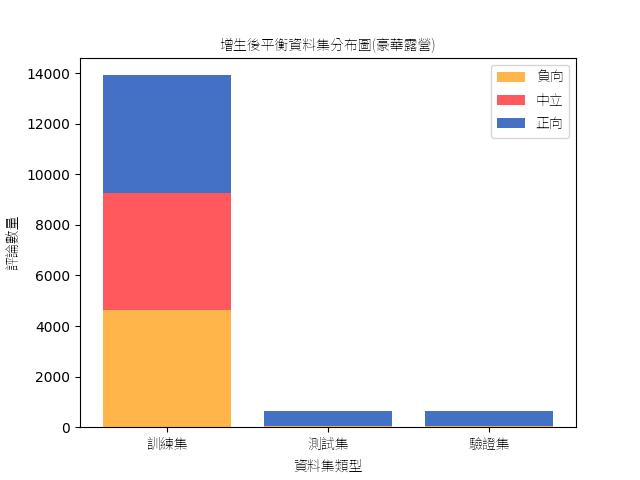 增生後平衡資料集分布圖(豪華露營)
負向
中立
正向
14000
12000
10000
8000
6000
4000
2000
0
評論數量
訓練集
測試集
驗證集
資料集類型